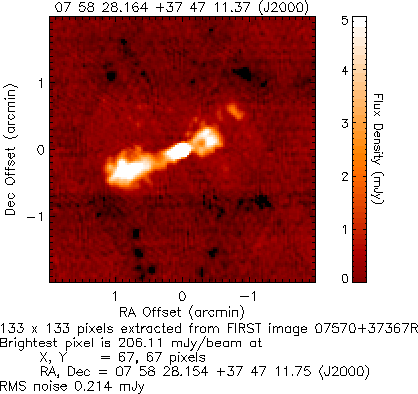 07 58 28.164 +37 47 11.37 (J2000)
5
4
3
2
1
0
Flux Density (mJy)
1
0
−1
Dec Offset (arcmin)
1 0 −1
RA Offset (arcmin)
133 x 133 pixels extracted from FIRST image 07570+37367R
Brightest pixel is 206.11 mJy/beam at
X, Y = 67, 67 pixels
RA, Dec = 07 58 28.154 +37 47 11.75 (J2000)
RMS noise 0.214 mJy